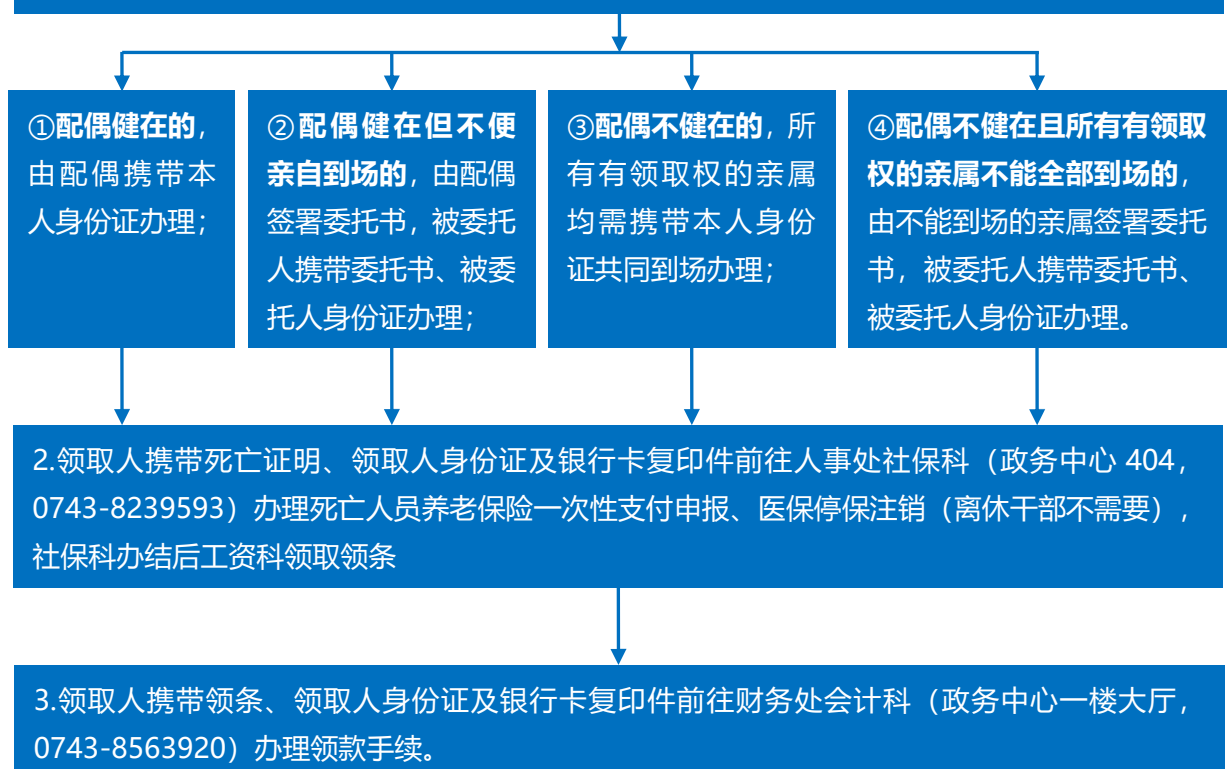 ①配偶健在的，
由配偶携带本
人身份证办理；
②配偶健在但不便
亲自到场的，由配偶
签署委托书，被委托
人携带委托书、被委
托人身份证办理；
③配偶不健在的，所
有有领取权的亲属
均需携带本人身份
证共同到场办理；
④配偶不健在且所有有领取
权的亲属不能全部到场的，
由不能到场的亲属签署委托
书，被委托人携带委托书、
被委托人身份证办理。
2.领取人携带死亡证明、领取人身份证及银行卡复印件前往人事处社保科（政务中心 404，
0743-8239593）办理死亡人员养老保险一次性支付申报、医保停保注销（离休干部不需要），
社保科办结后工资科领取领条
3.领取人携带领条、领取人身份证及银行卡复印件前往财务处会计科（政务中心一楼大厅，
0743-8563920）办理领款手续。